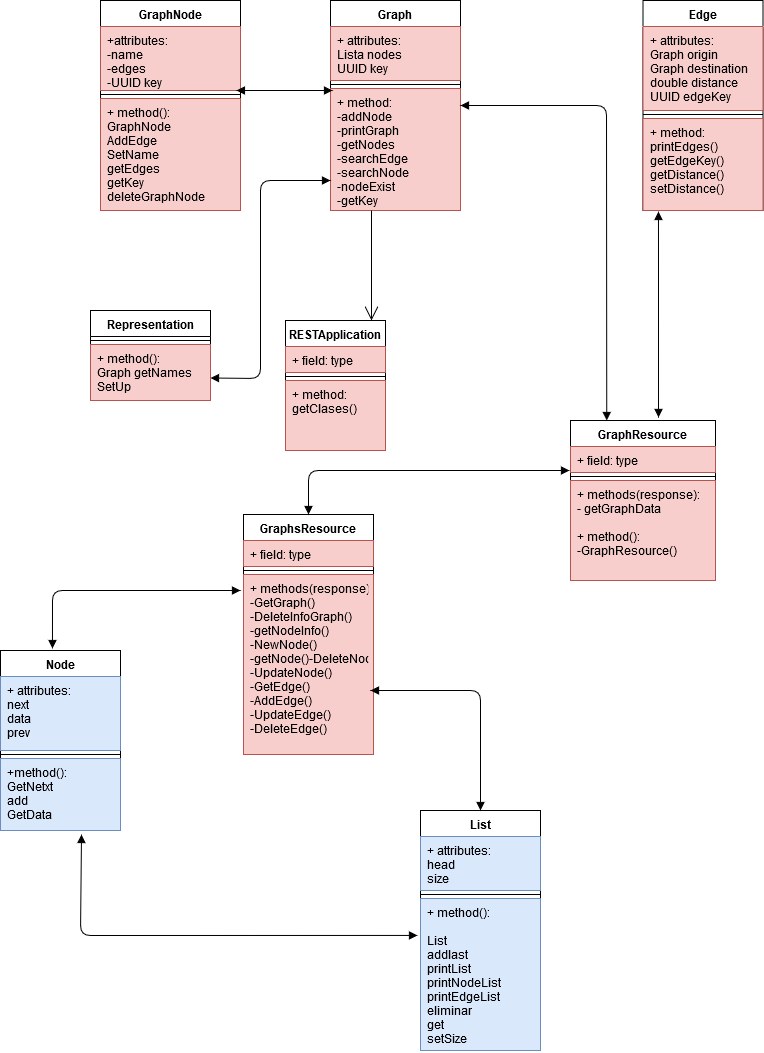 GraphNode
+attributes:
-name
-edges
-UUID key
+ method():
GraphNode
AddEdge
SetName
getEdges
getKey
deleteGraphNode
Graph
+ attributes:
Lista nodes
UUID key
+ method:
-addNode
-printGraph
-getNodes
-searchEdge
-searchNode
-nodeExist
-getKey
Edge
+ attributes:
Graph origin
Graph destination
double distance
UUID edgeKey
+ method:
printEdges()
getEdgeKey()
getDistance()
setDistance()
Representation
+ method():
Graph getNames
SetUp
RESTApplication
+ field: type
+ method:
getClases()
GraphResource
+ field: type
+ methods(response):
- getGraphData
+ method():
-GraphResource()
GraphsResource
+ field: type
+ methods(response)
-GetGraph()
-DeleteInfoGraph()
-getNodeInfo()
-NewNode()
-getNode()-DeleteNod
-UpdateNode()
-GetEdge()
-AddEdge()
-UpdateEdge()
-DeleteEdge()
Node
+ attributes:
next
data
prev
+method():
GetNetxt
add
GetData
List
+ attributes:
head
size
+ method():
List
addlast
printList
printNodeList
printEdgeList
eliminar
get
setSize